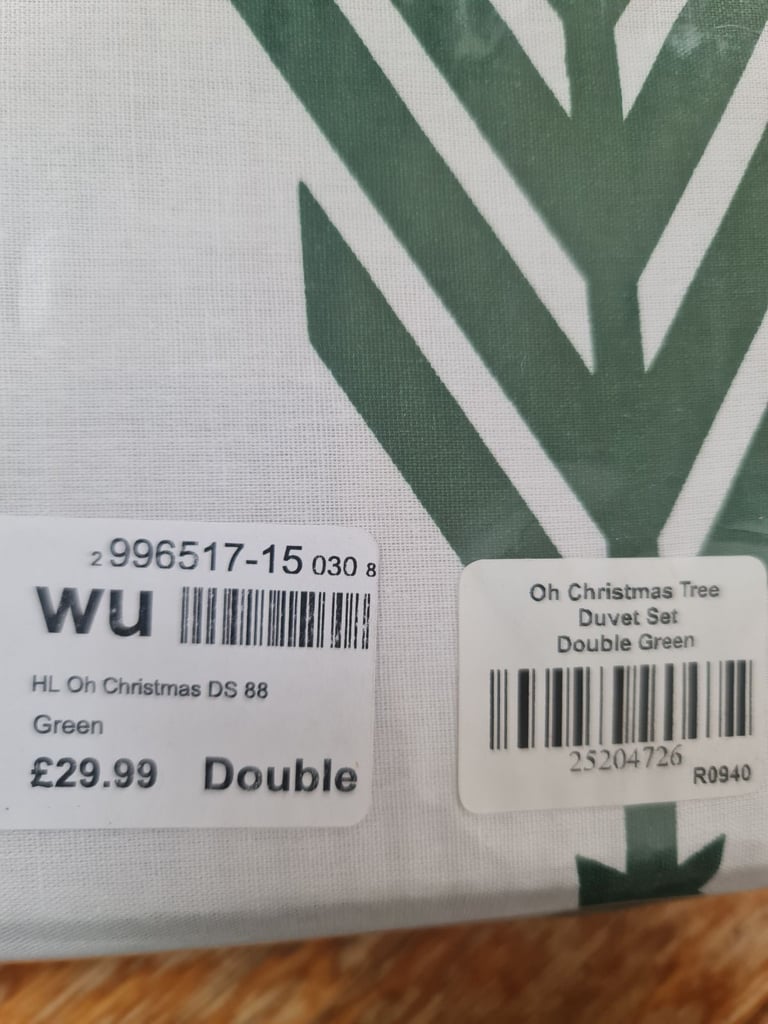 2 996517-15 030 8
wu
HL Oh Christmas DS 88
Green
£29.99 Double
Oh Christmas Tree
Duvet Set
Double Green
25204726
R0940